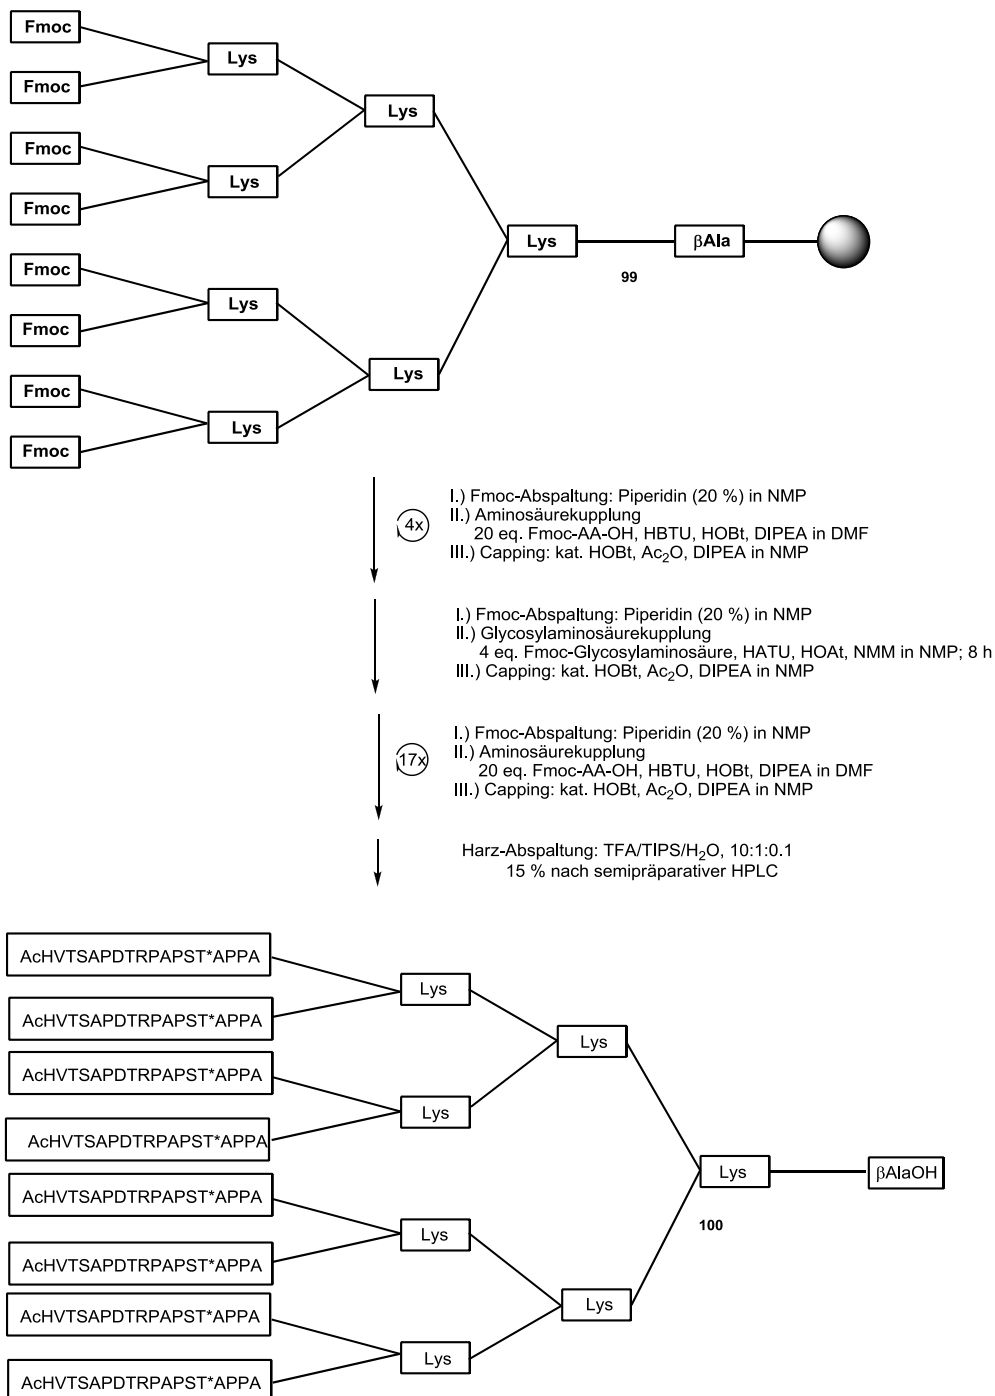 Fmoc
Fmoc
Lys
Lys
Fmoc
Fmoc
Lys
Lys
βAla
99
Fmoc
Fmoc
Lys
Lys
Fmoc
Fmoc
Lys
4x
I.) Fmoc-Abspaltung: Piperidin (20 %) in NMP
II.) Aminosäurekupplung
20 eq. Fmoc-AA-OH, HBTU, HOBt, DIPEA in DMF
III.) Capping: kat. HOBt, Ac₂O, DIPEA in NMP
I.) Fmoc-Abspaltung: Piperidin (20 %) in NMP
II.) Glycosylaminosäurekupplung
4 eq. Fmoc-Glycosylaminosäure, HATU, HOAt, NMM in NMP; 8 h
III.) Capping: kat. HOBt, Ac₂O, DIPEA in NMP
17x
I.) Fmoc-Abspaltung: Piperidin (20 %) in NMP
II.) Aminosäurekupplung
20 eq. Fmoc-AA-OH, HBTU, HOBt, DIPEA in DMF
III.) Capping: kat. HOBt, Ac₂O, DIPEA in NMP
Harz-Abspaltung: TFA/TIPS/H₂O, 10:1:0.1
15 % nach semipräparativer HPLC
AcHVTSAPDTRPAPST*APPA
AcHVTSAPDTRPAPST*APPA
Lys
Lys
AcHVTSAPDTRPAPST*APPA
AcHVTSAPDTRPAPST*APPA
Lys
Lys
βAlaOH
100
AcHVTSAPDTRPAPST*APPA
AcHVTSAPDTRPAPST*APPA
Lys
Lys
AcHVTSAPDTRPAPST*APPA
AcHVTSAPDTRPAPST*APPA
Lys